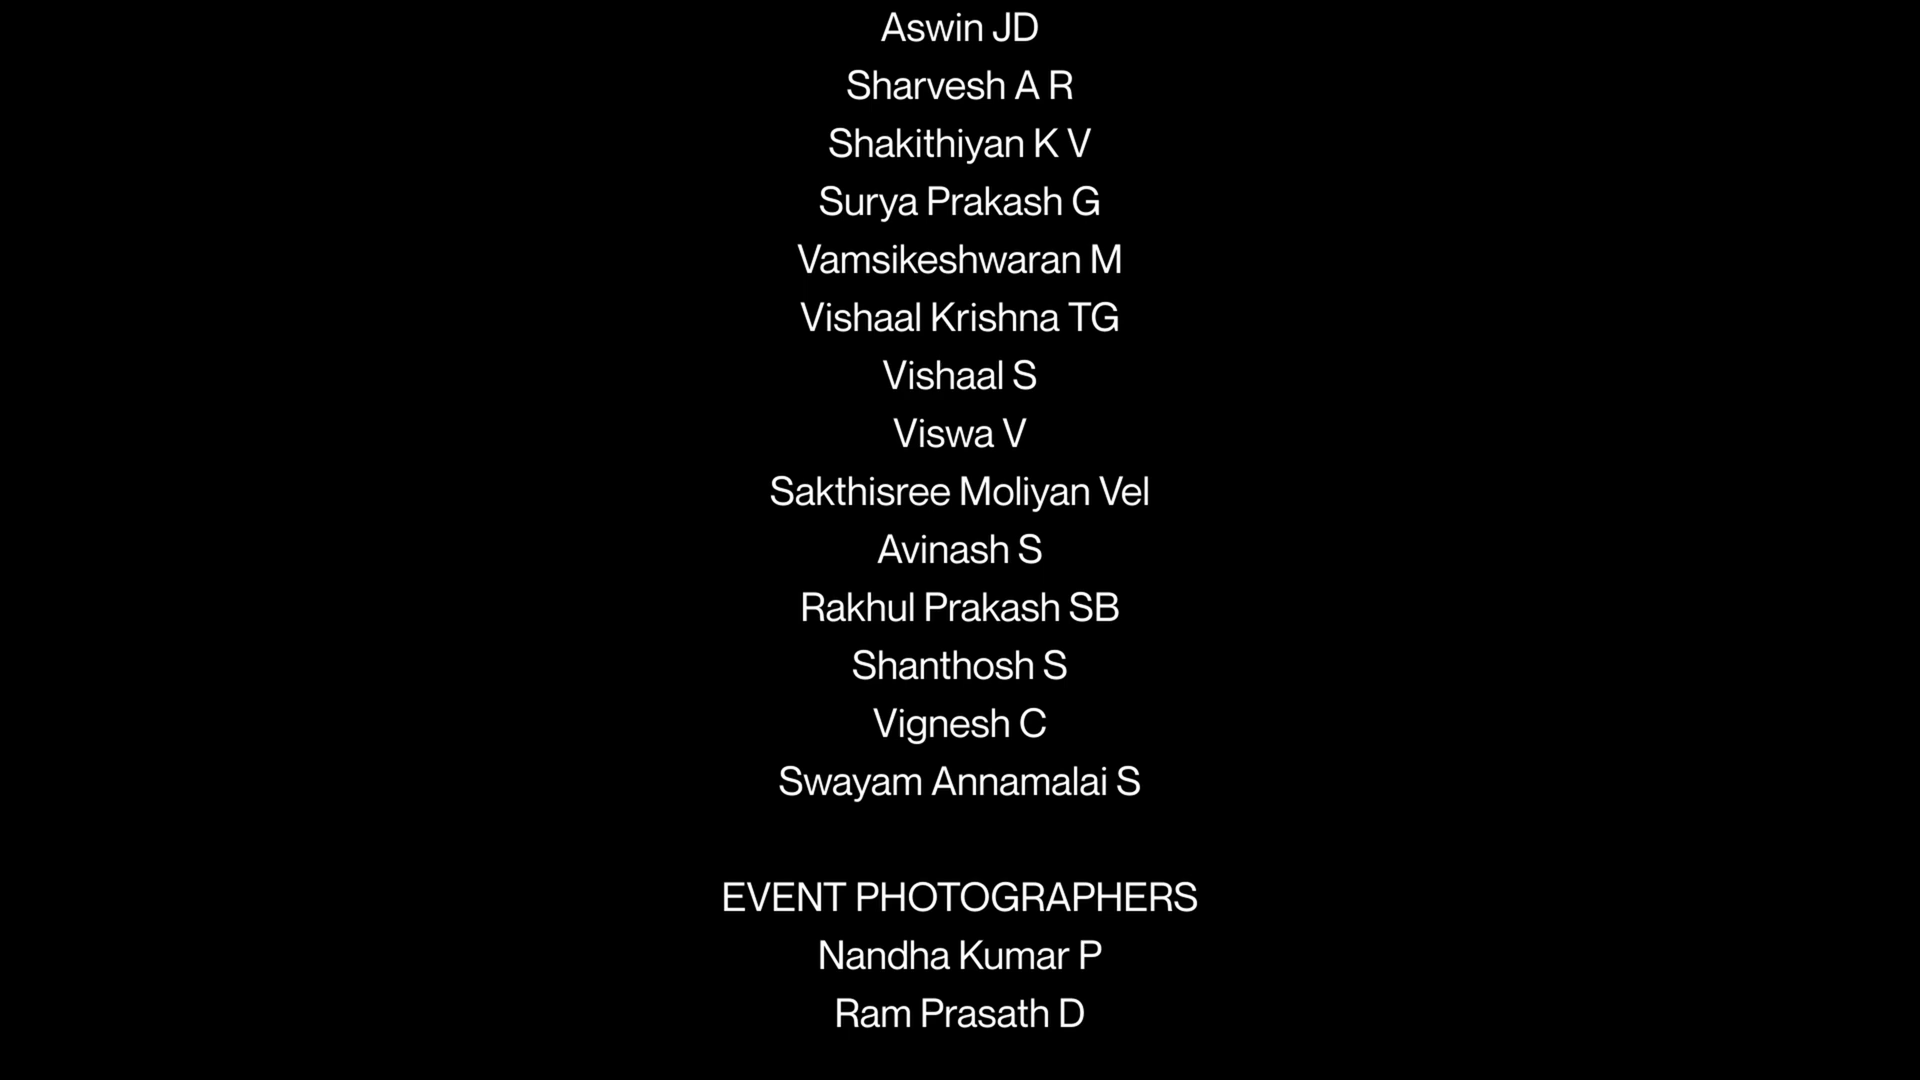 Aswin JD
Sharvesh A R
Shakithiyan K V
Surya Prakash G
Vamsikeshwaran M
Vishaal Krishna TG
Vishaal S
Viswa V
Sakthisree Moliyan Vel
Avinash S
Rakhul Prakash SB
Shanthosh S
Vignesh C
Swayam Annamalai S
EVENT PHOTOGRAPHERS
Nandha Kumar P
Ram Prasath D